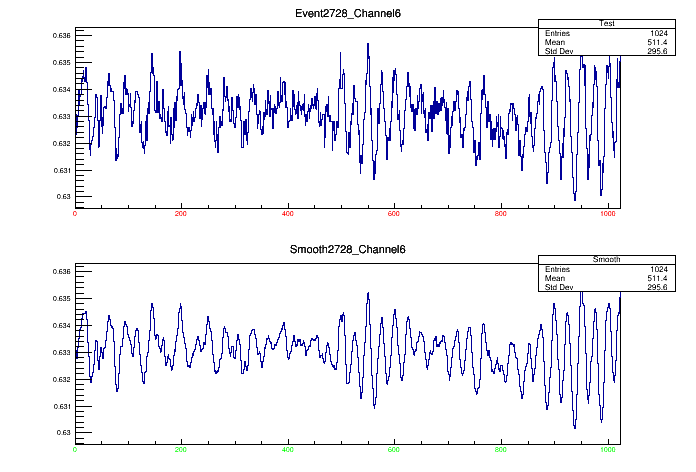 Event2728_Channel6
Test
Entries 1024
Mean 511.4
Std Dev 295.6
0.636
0.635
0.634
0.633
0.632
0.631
0.63
0 200 400 600 800 1000
Smooth2728_Channel6
Smooth
Entries 1024
Mean 511.4
Std Dev 295.6
0.636
0.635
0.634
0.633
0.632
0.631
0.63
0 200 400 600 800 1000